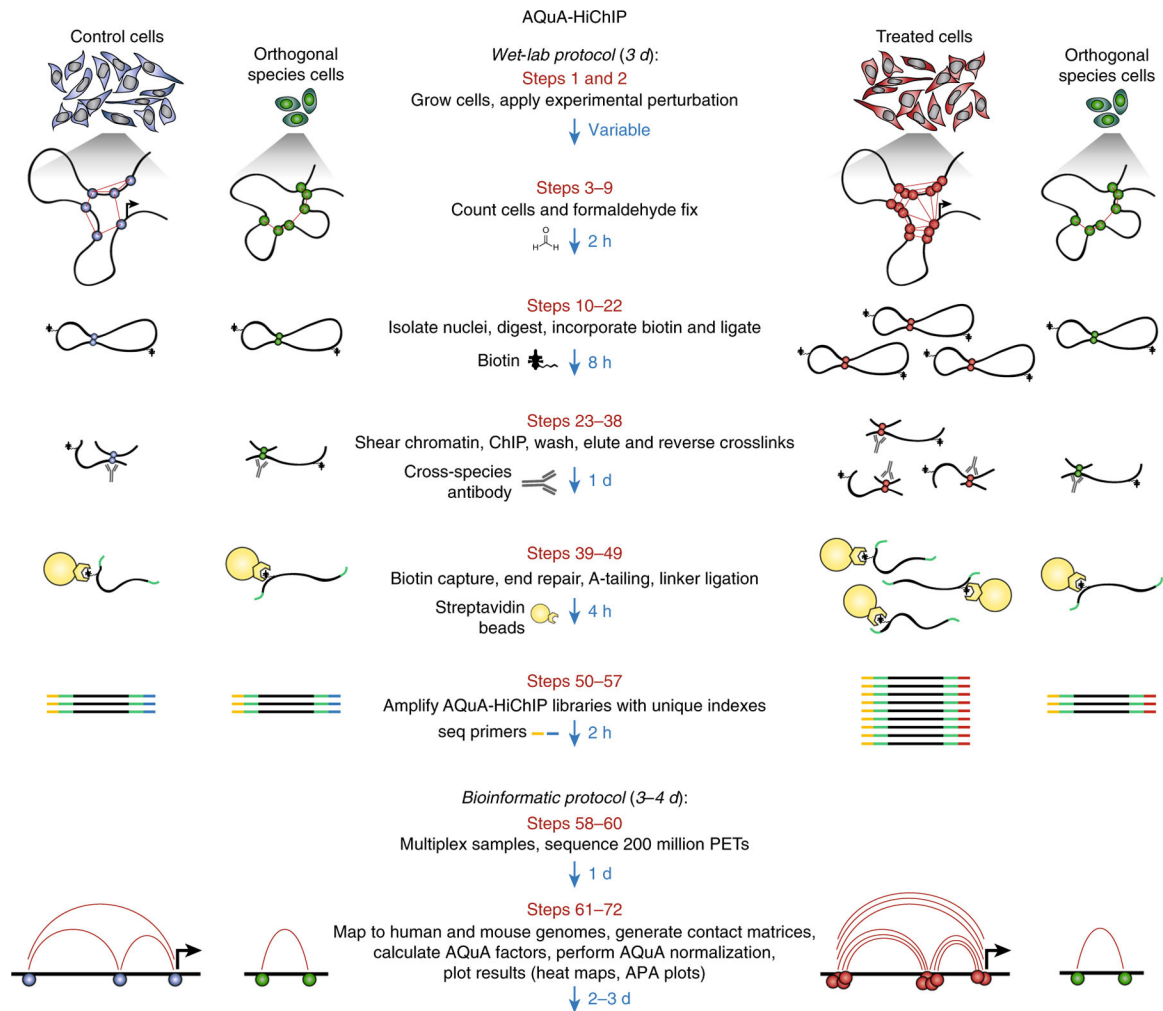 AQuA-HiChIP
Control cells
Orthogonal
species cells
Wet-lab protocol (3 d):
Steps 1 and 2
Grow cells, apply experimental perturbation
Variable
Treated cells
Orthogonal
species cells
Steps 3–9
Count cells and formaldehyde fix
O
H H
2 h
Steps 10–22
Isolate nuclei, digest, incorporate biotin and ligate
Biotin 8 h
Steps 23–38
Shear chromatin, ChIP, wash, elute and reverse crosslinks
Cross-species
antibody
1 d
Steps 39–49
Biotin capture, end repair, A-tailing, linker ligation
Streptavidin
beads
4 h
Steps 50–57
Amplify AQuA-HiChIP libraries with unique indexes
seq primers 2 h
Bioinformatic protocol (3–4 d):
Steps 58–60
Multiplex samples, sequence 200 million PETs
1 d
Steps 61–72
Map to human and mouse genomes, generate contact matrices,
calculate AQuA factors, perform AQuA normalization,
plot results (heat maps, APA plots)
2–3 d